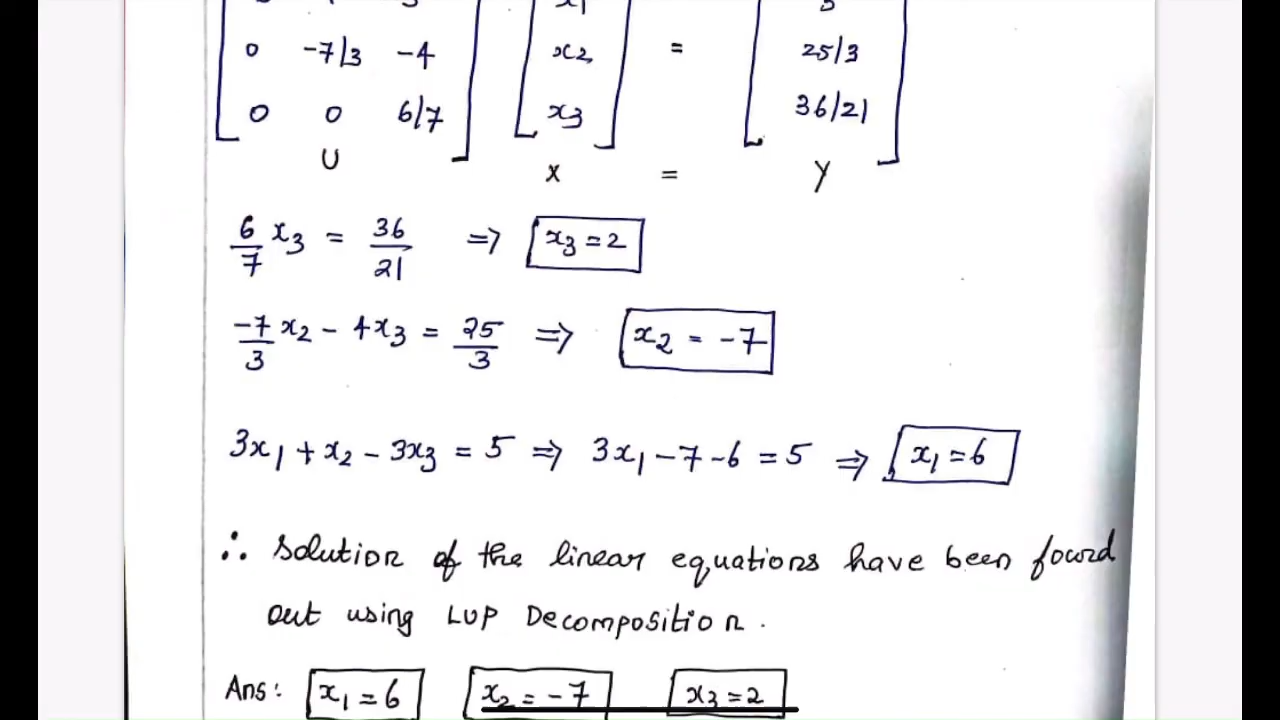 x1
0 -7/3 -4 x2 = 25/3
0 0 6/7 x3 36/21
U X = Y
6/7 x3 = 36/21 ⇒ x3 = 2
-7/3 x2 - 4x3 = 25/3 ⇒ x2 = -7
3x1 + x2 - 3x3 = 5 ⇒ 3x1 - 7 - 6 = 5 ⇒ x1 = 6
∴ Solution of the linear equations have been found
out using LUP Decomposition.
Ans: x1 = 6 x2 = -7 x3 = 2